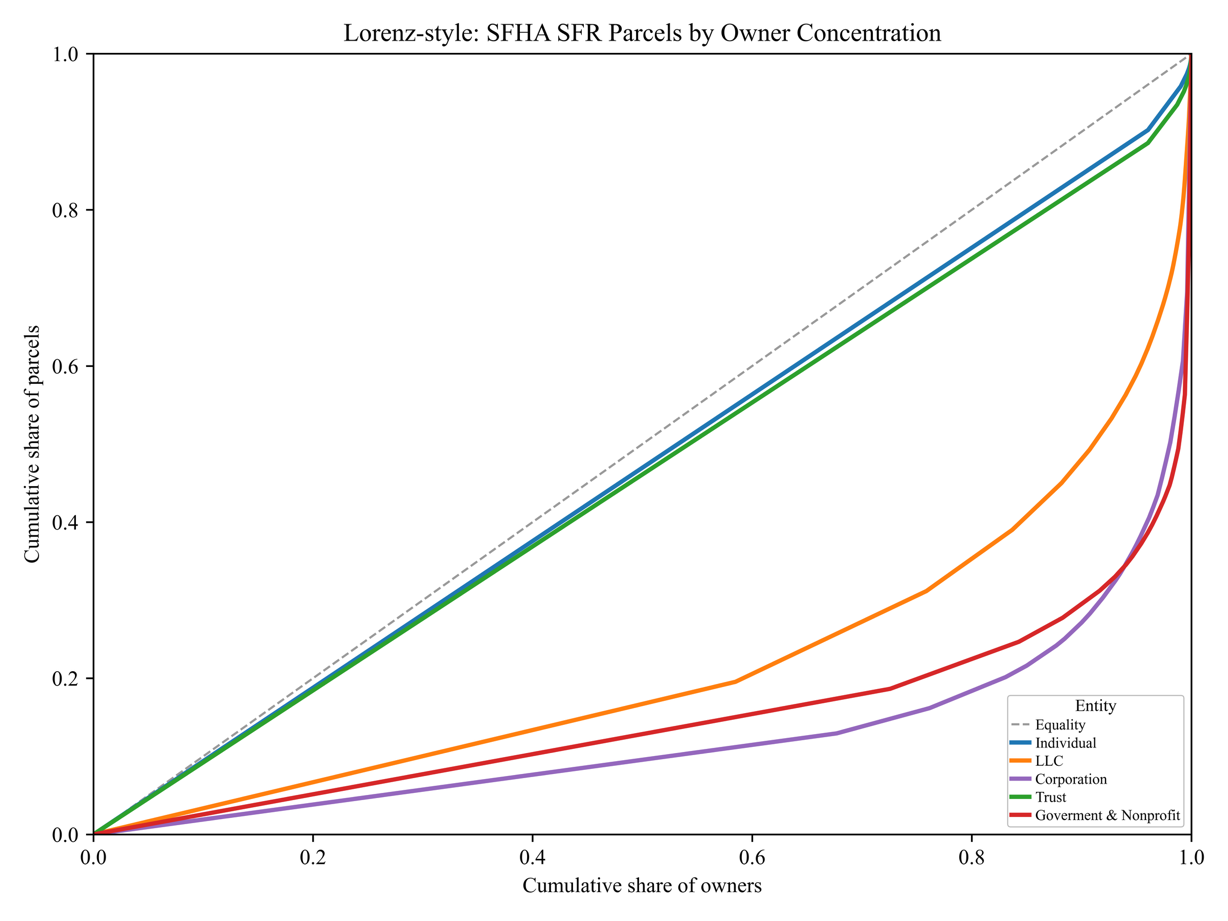 Lorenz-style: SFHA SFR Parcels by Owner Concentration
1.0
0.8
0.6
0.4
0.2
0.0
Cumulative share of parcels
Entity
Equality
Individual
LLC
Corporation
Trust
Goverment & Nonprofit
0.0 0.2 0.4 0.6 0.8 1.0
Cumulative share of owners